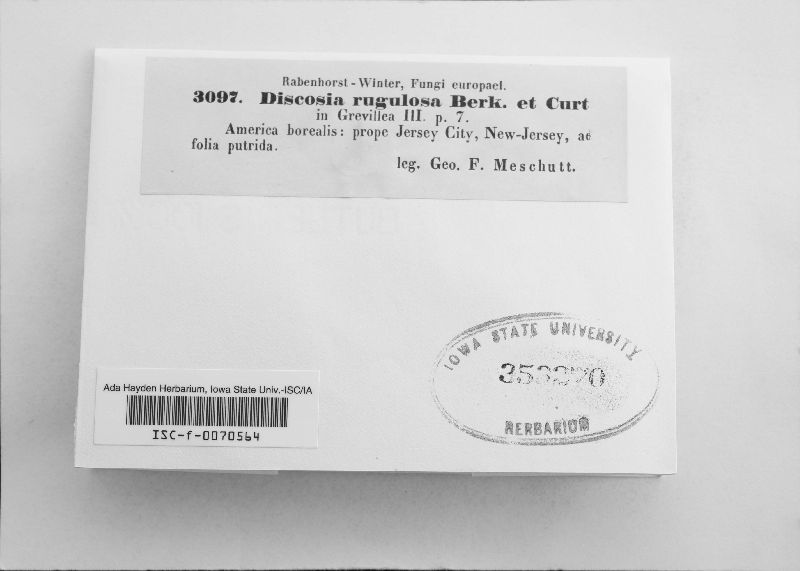 Rabenhorst-Winter, Fungi europaei.
3097. Discosia rugulosa Berk. et Curt
in Grevillea III. p. 7.
America borealis: prope Jersey City, New-Jersey, ad
folia putrida.
leg. Geo. F. Meschutt.
IOWA STATE UNIVERSITY
HERBARIUM
Ada Hayden Herbarium, Iowa State Univ.-ISC/IA
ISC-f-0070564